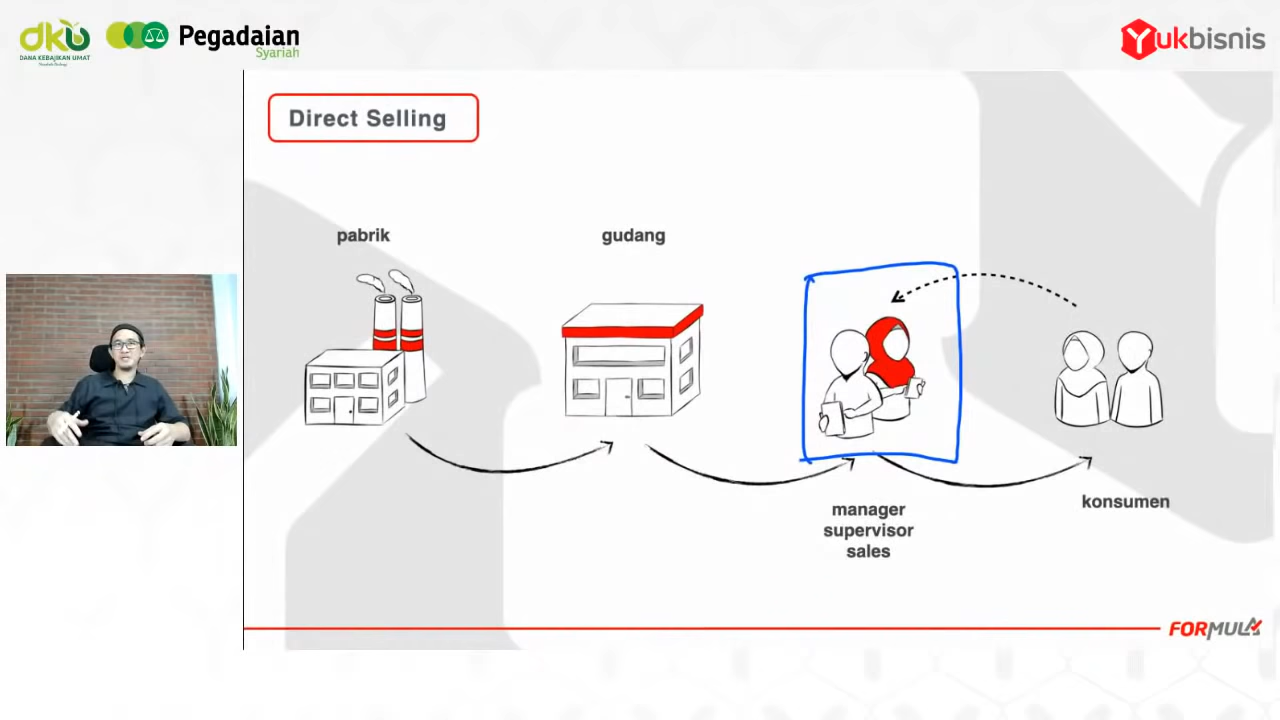 dku
DANA KEBAJIKAN UMAT
Pegadaian
Syariah
Yukbisnis
Direct Selling
pabrik
gudang
manager
supervisor
sales
konsumen
FORMULA